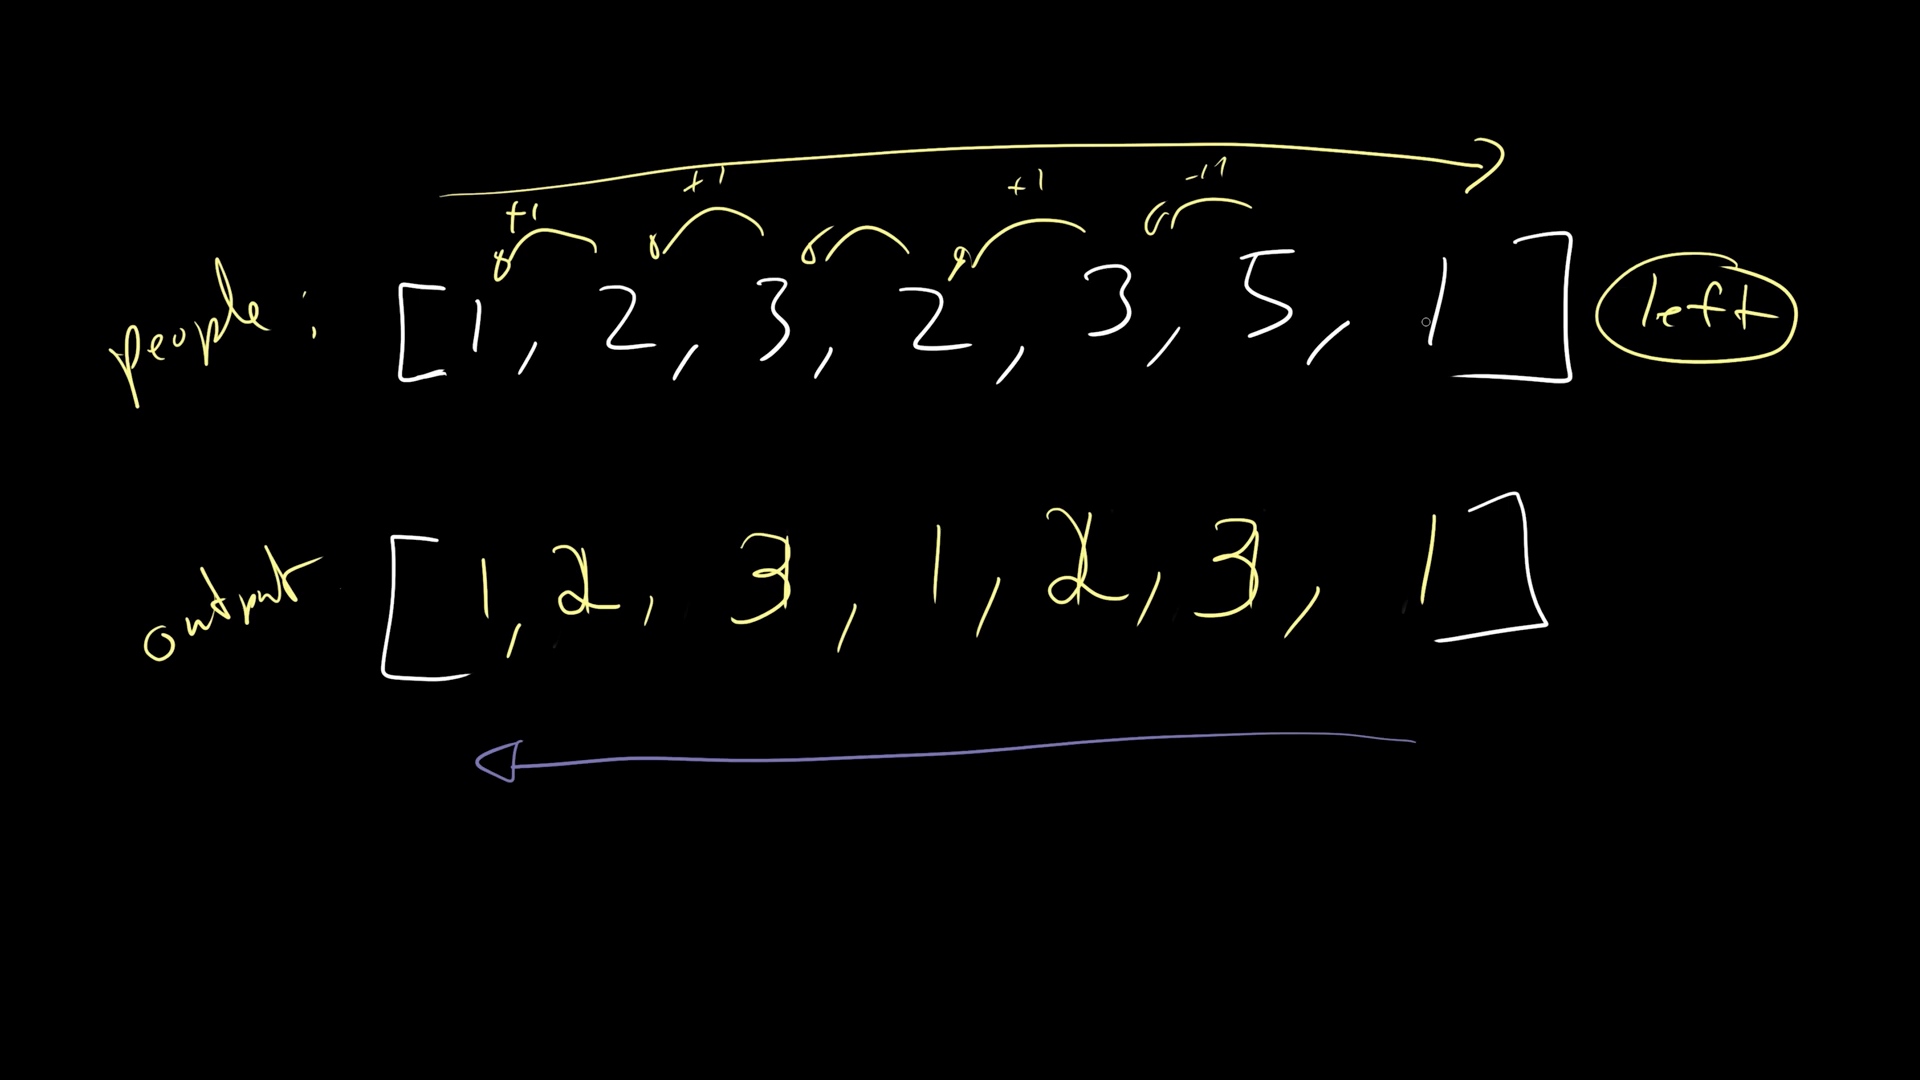 +1 +1 +1 -11
people: [1, 2, 3, 2, 3, 5, 1] left
output [1, 2, 3, 1, 2, 3, 1]